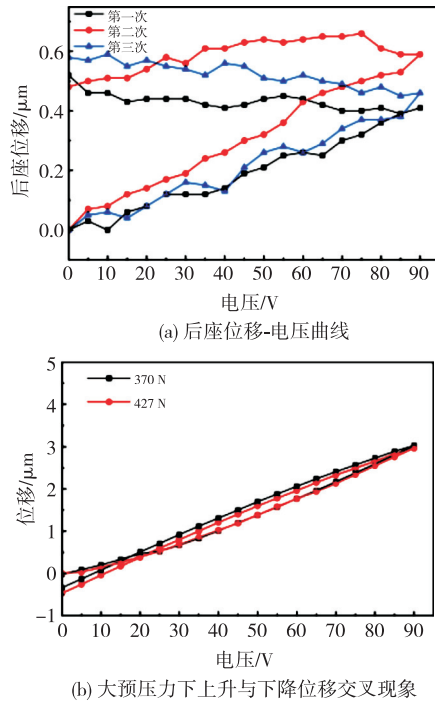 第一次
第二次
第三次
0.6
0.4
0.2
0.0
后座位移/μm
0 10 20 30 40 50 60 70 80 90
电压/V
(a) 后座位移-电压曲线
370 N
427 N
5
4
3
2
1
0
-1
位移/μm
0 10 20 30 40 50 60 70 80 90
电压/V
(b) 大预压力下上升与下降位移交叉现象